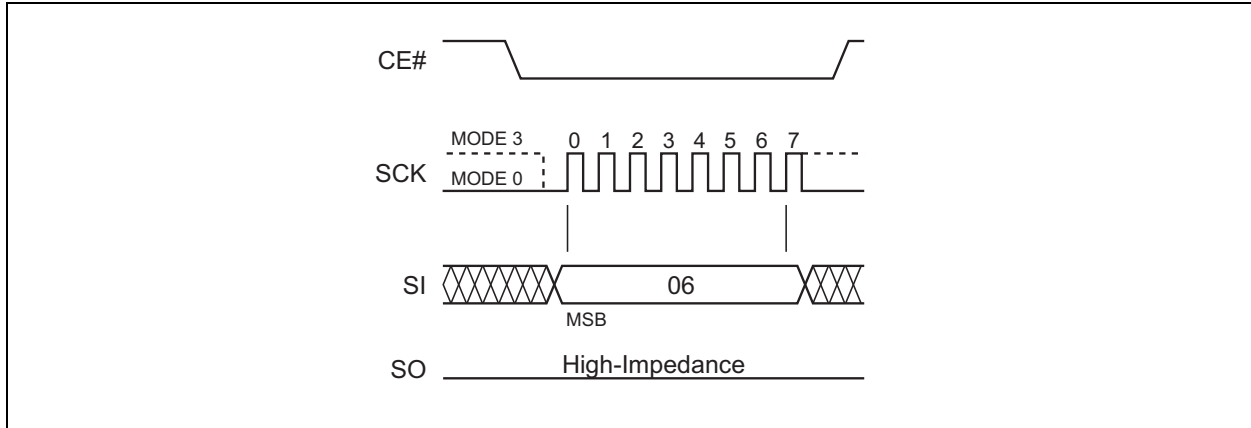 CE#
MODE 3
0 1 2 3 4 5 6 7
SCK
MODE 0
SI
06
MSB
SO
High-Impedance